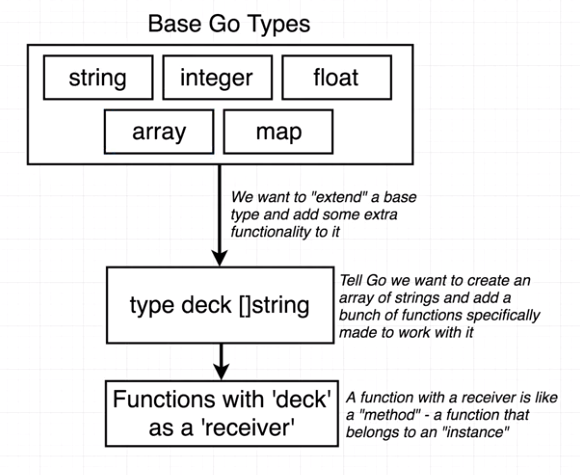 Base Go Types
string
integer
float
array
map
We want to "extend" a base
type and add some extra
functionality to it
type deck []string
Tell Go we want to create an
array of strings and add a
bunch of functions specifically
made to work with it
Functions with 'deck'
as a 'receiver'
A function with a receiver is like
a "method" - a function that
belongs to an "instance"